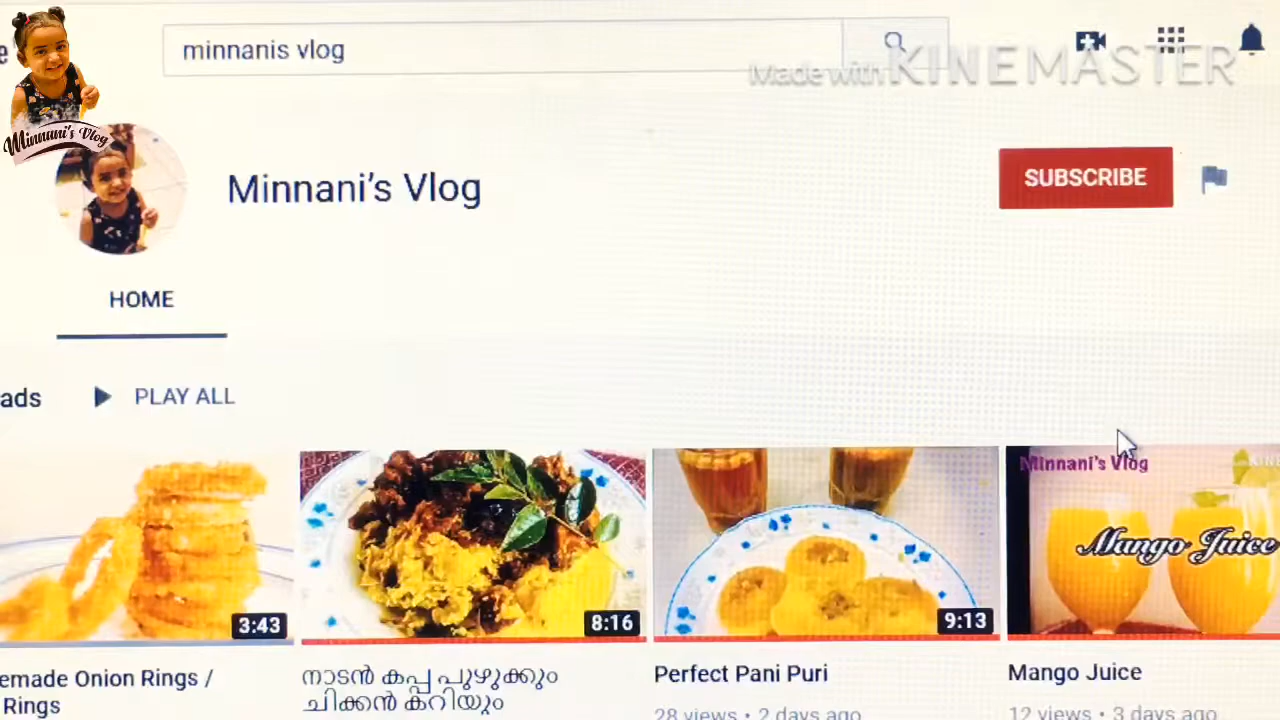 minnanis vlog
Made with KINEMASTER
Minnani's Vlog
Minnani's Vlog
SUBSCRIBE
HOME
ads
PLAY ALL
Minnani's Vlog
Mango Juice
3:43
8:16
9:13
emade Onion Rings /
Rings
നാടൻ കപ്പ പുഴുക്കും
ചിക്കൻ കറിയും
Perfect Pani Puri
28 views • 2 days ago
Mango Juice
12 views • 3 days ago